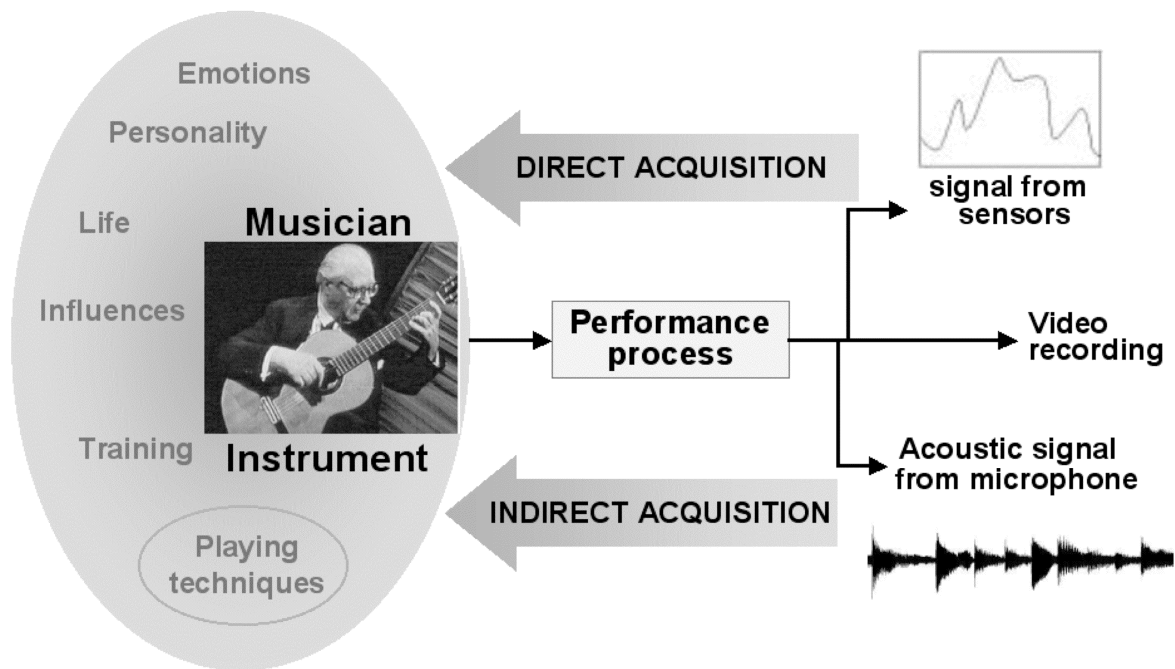 Emotions
Personality
Life
Influences
Training
Playing
techniques
Musician
Instrument
DIRECT ACQUISITION
Performance
process
INDIRECT ACQUISITION
signal from
sensors
Video
recording
Acoustic signal
from microphone